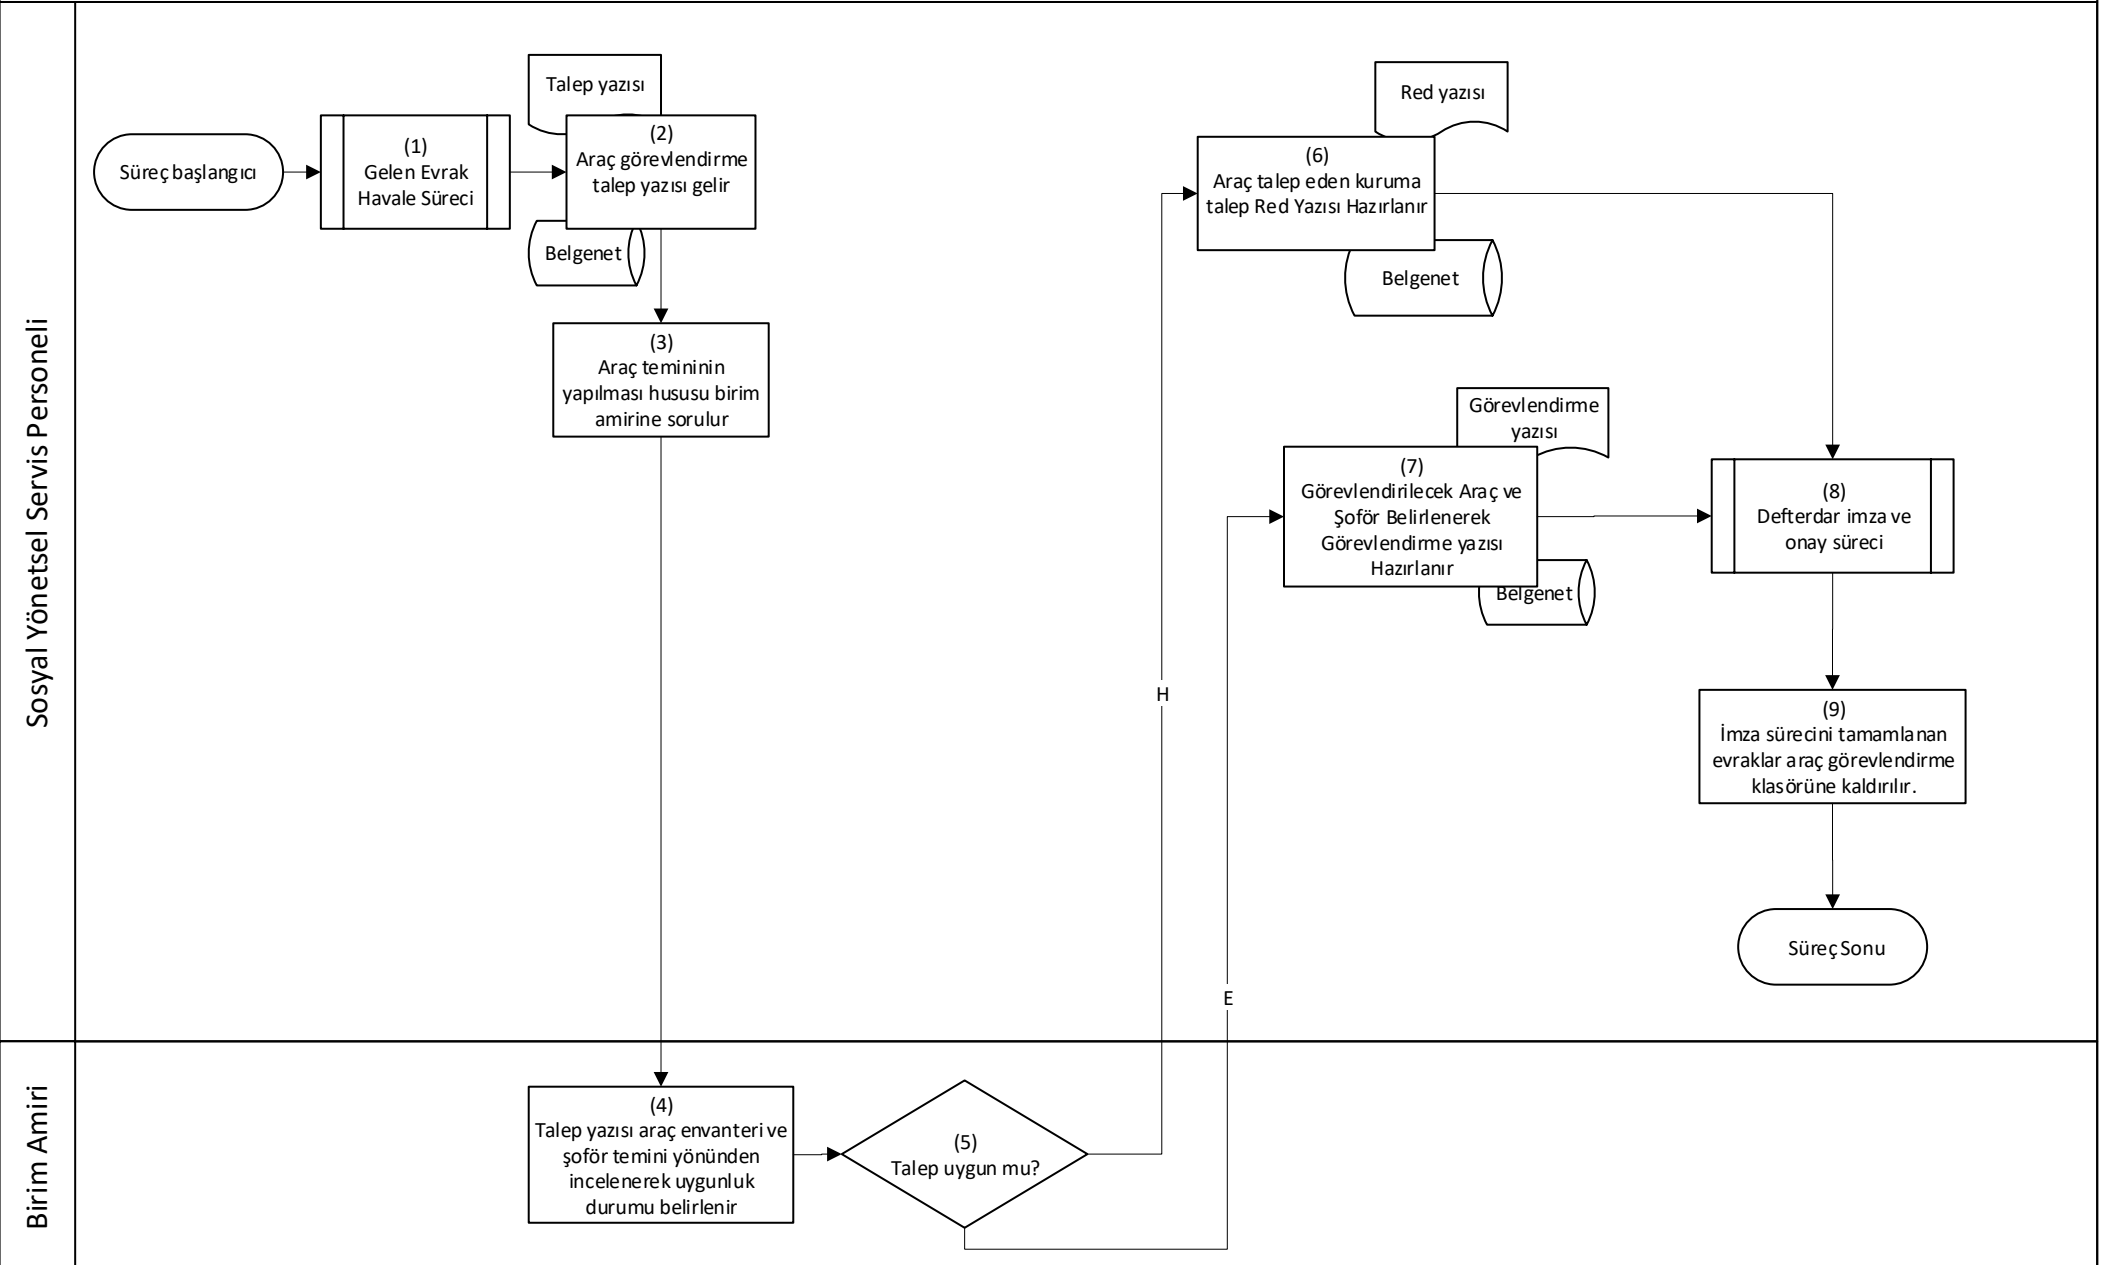 Sosyal Yönetsel Servis Personeli
Süreç başlangıcı
(1)
Gelen Evrak
Havale Süreci
Talep yazısı
(2)
Araç görevlendirme
talep yazısı gelir
Belgenet
(3)
Araç temininin
yapılması hususu birim
amirine sorulur
Red yazısı
(6)
Araç talep eden kuruma
talep Red Yazısı Hazırlanır
Belgenet
Görevlendirme
yazısı
(7)
Görevlendirilecek Araç ve
Şoför Belirlenerek
Görevlendirme yazısı
Hazırlanır
Belgenet
(8)
Defterdar imza ve
onay süreci
H
(9)
İmza sürecini tamamlanan
evraklar araç görevlendirme
klasörüne kaldırılır.
Süreç Sonu
E
Birim Amiri
(4)
Talep yazısı araç envanteri ve
şoför temini yönünden
incelenerek uygunluk
durumu belirlenir
(5)
Talep uygun mu?